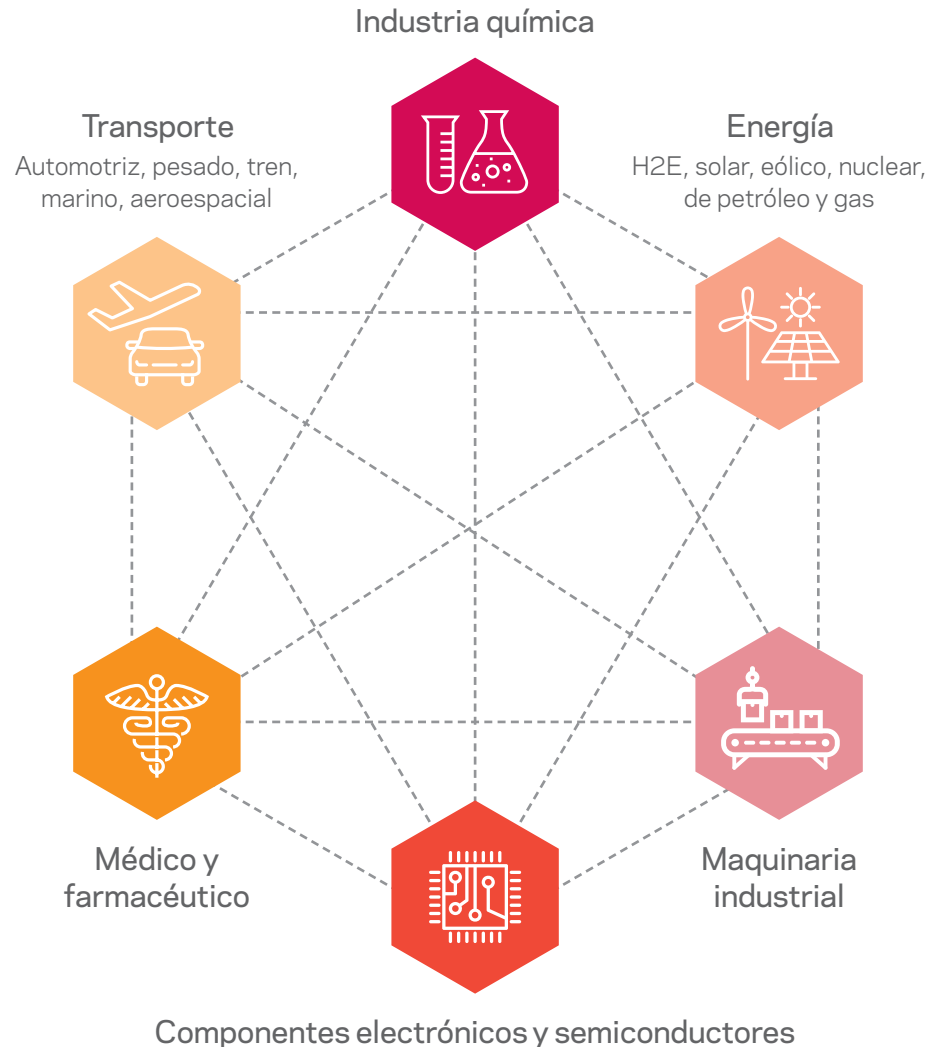 Industria química
Transporte
Automotriz, pesado, tren,
marino, aeroespacial
Energía
H2E, solar, eólico, nuclear,
de petróleo y gas
Médico y
farmacéutico
Maquinaria
industrial
Componentes electrónicos y semiconductores